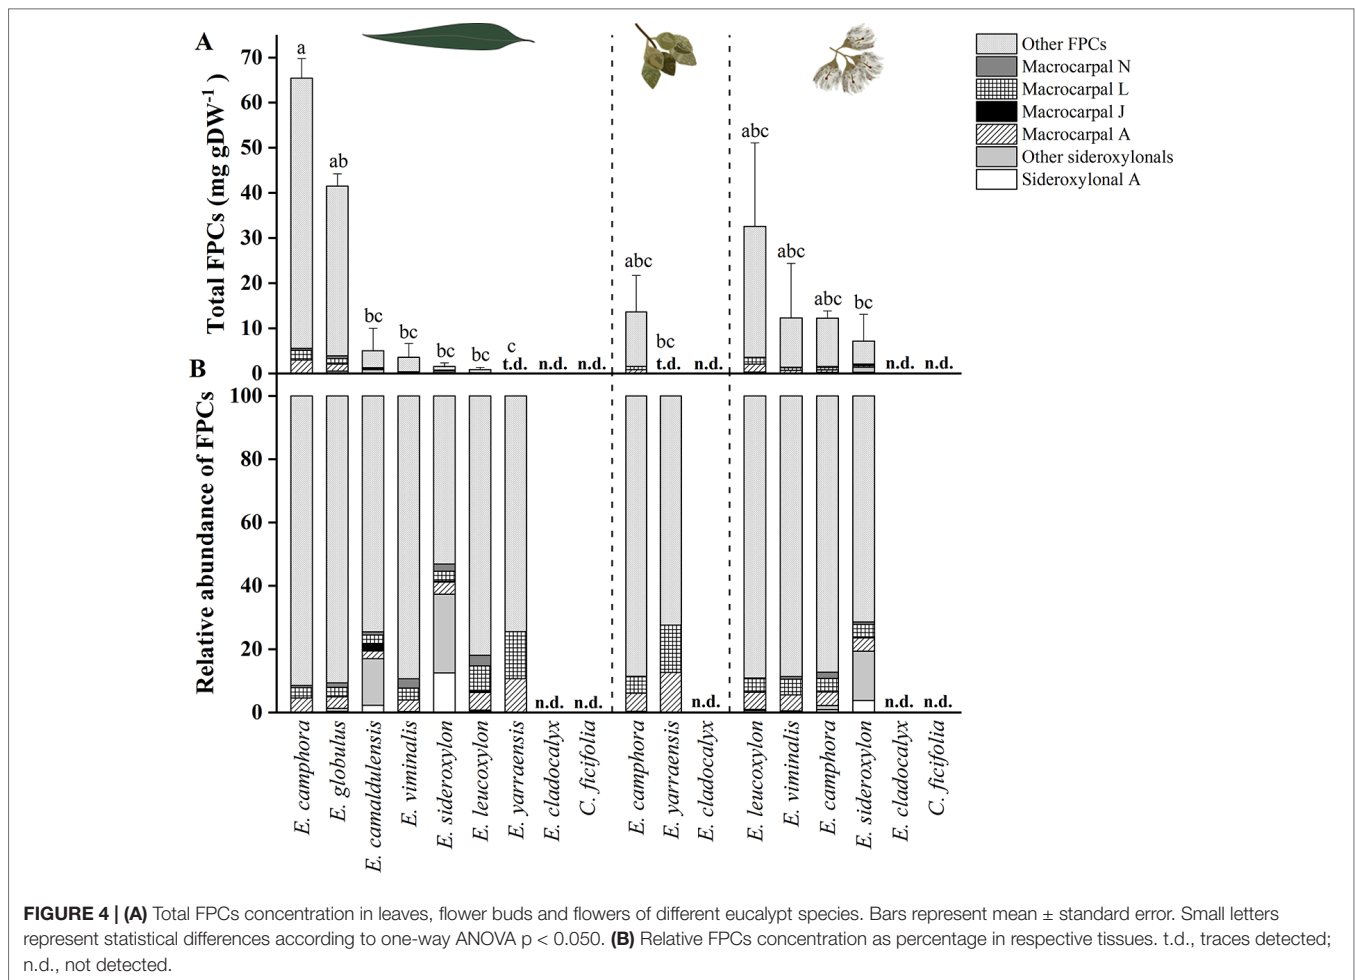 A
Total FPCs (mg gDW-1 )
70
60
50
40
30
20
10
0
a
ab
bc
bc
bc
bc
c
t.d.
n.d.
n.d.
abc
bc
t.d.
n.d.
abc
abc
abc
bc
n.d.
n.d.
Other FPCs
Macrocarpal N
Macrocarpal L
Macrocarpal J
Macrocarpal A
Other sideroxylonals
Sideroxylonal A
B
Relative abundance of FPCs
100
80
60
40
20
0
n.d.
n.d.
n.d.
n.d.
n.d.
E. camphora
E. globulus
E. camaldulensis
E. viminalis
E. sideroxylon
E. leucoxylon
E. yarraensis
E. cladocalyx
C. ficifolia
E. camphora
E. yarraensis
E. cladocalyx
E. leucoxylon
E. viminalis
E. camphora
E. sideroxylon
E. cladocalyx
C. ficifolia
FIGURE 4 | (A) Total FPCs concentration in leaves, flower buds and flowers of different eucalypt species. Bars represent mean ± standard error. Small letters
represent statistical differences according to one-way ANOVA p < 0.050. (B) Relative FPCs concentration as percentage in respective tissues. t.d., traces detected;
n.d., not detected.